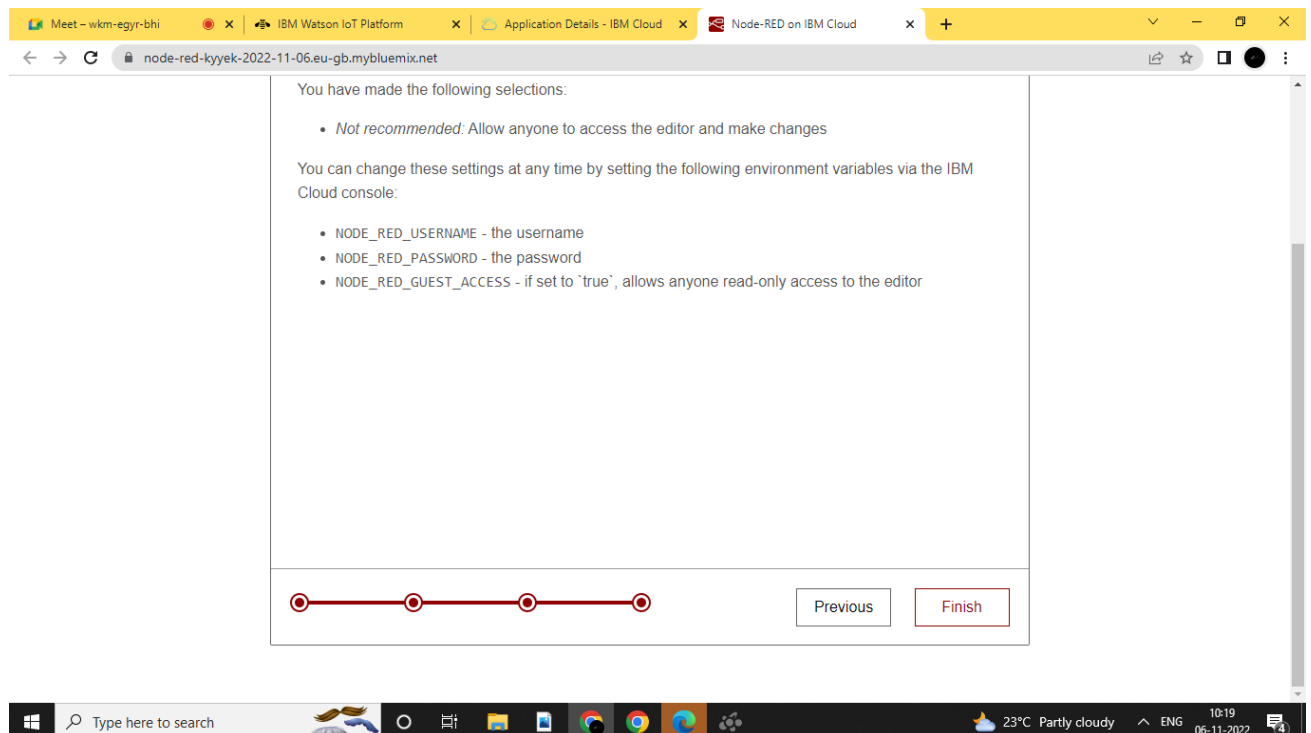 Meet – wkm-egyr-bhi
IBM Watson IoT Platform
Application Details - IBM Cloud
Node-RED on IBM Cloud
node-red-kyyek-2022-11-06.eu-gb.mybluemix.net
You have made the following selections:
• Not recommended: Allow anyone to access the editor and make changes
You can change these settings at any time by setting the following environment variables via the IBM
Cloud console:
• NODE_RED_USERNAME - the username
• NODE_RED_PASSWORD - the password
• NODE_RED_GUEST_ACCESS - if set to `true`, allows anyone read-only access to the editor
Previous
Finish
Type here to search
23°C Partly cloudy
ENG
10:19
06-11-2022
4